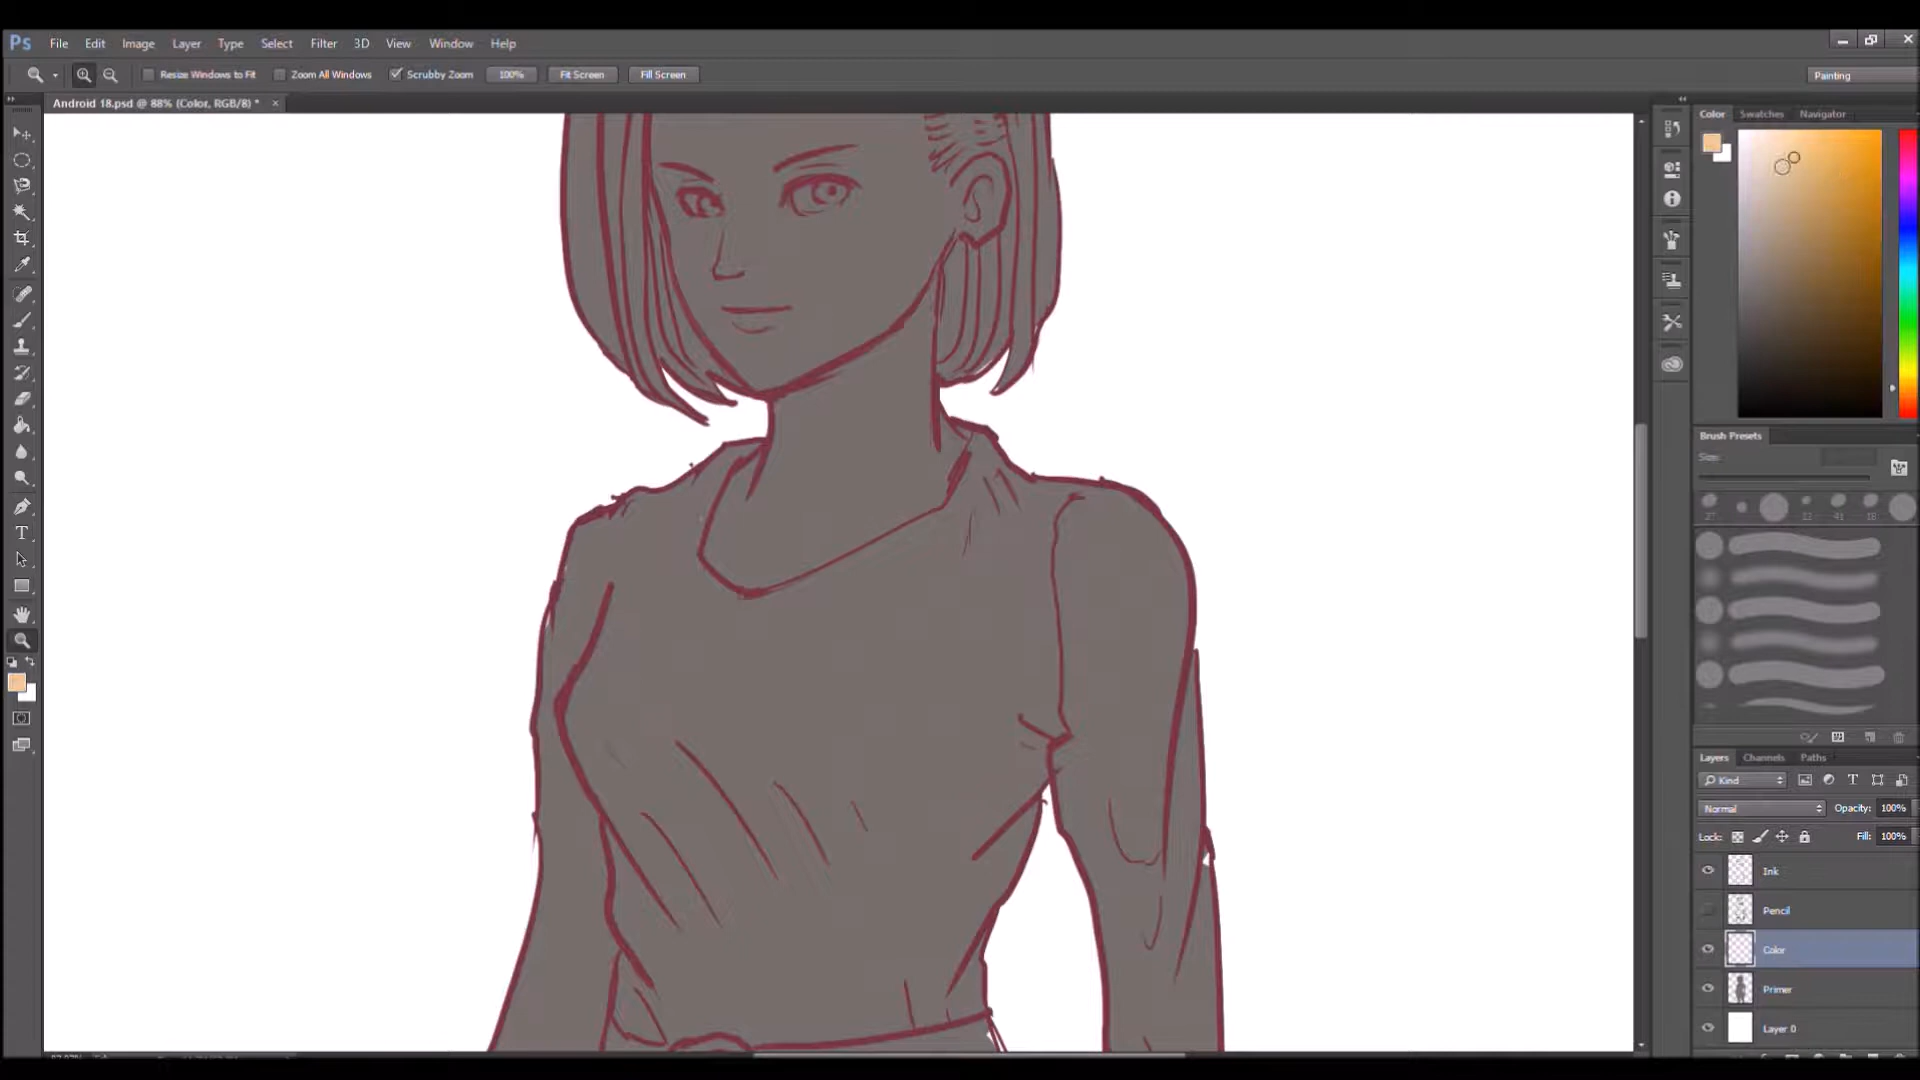 Ps File Edit Image Layer Type Select Filter 3D View Window Help
Resize Windows to Fit Zoom All Windows Scrubby Zoom 100% Fit Screen Fill Screen Painting
Android 18.psd @ 88% (Color, RGB/8) * ×
Color Swatches Navigator
Brush Presets
Size:
Layers Channels Paths
Kind
Normal Opacity: 100%
Lock: Fill: 100%
Ink
Pencil
Color
Primer
Layer 0